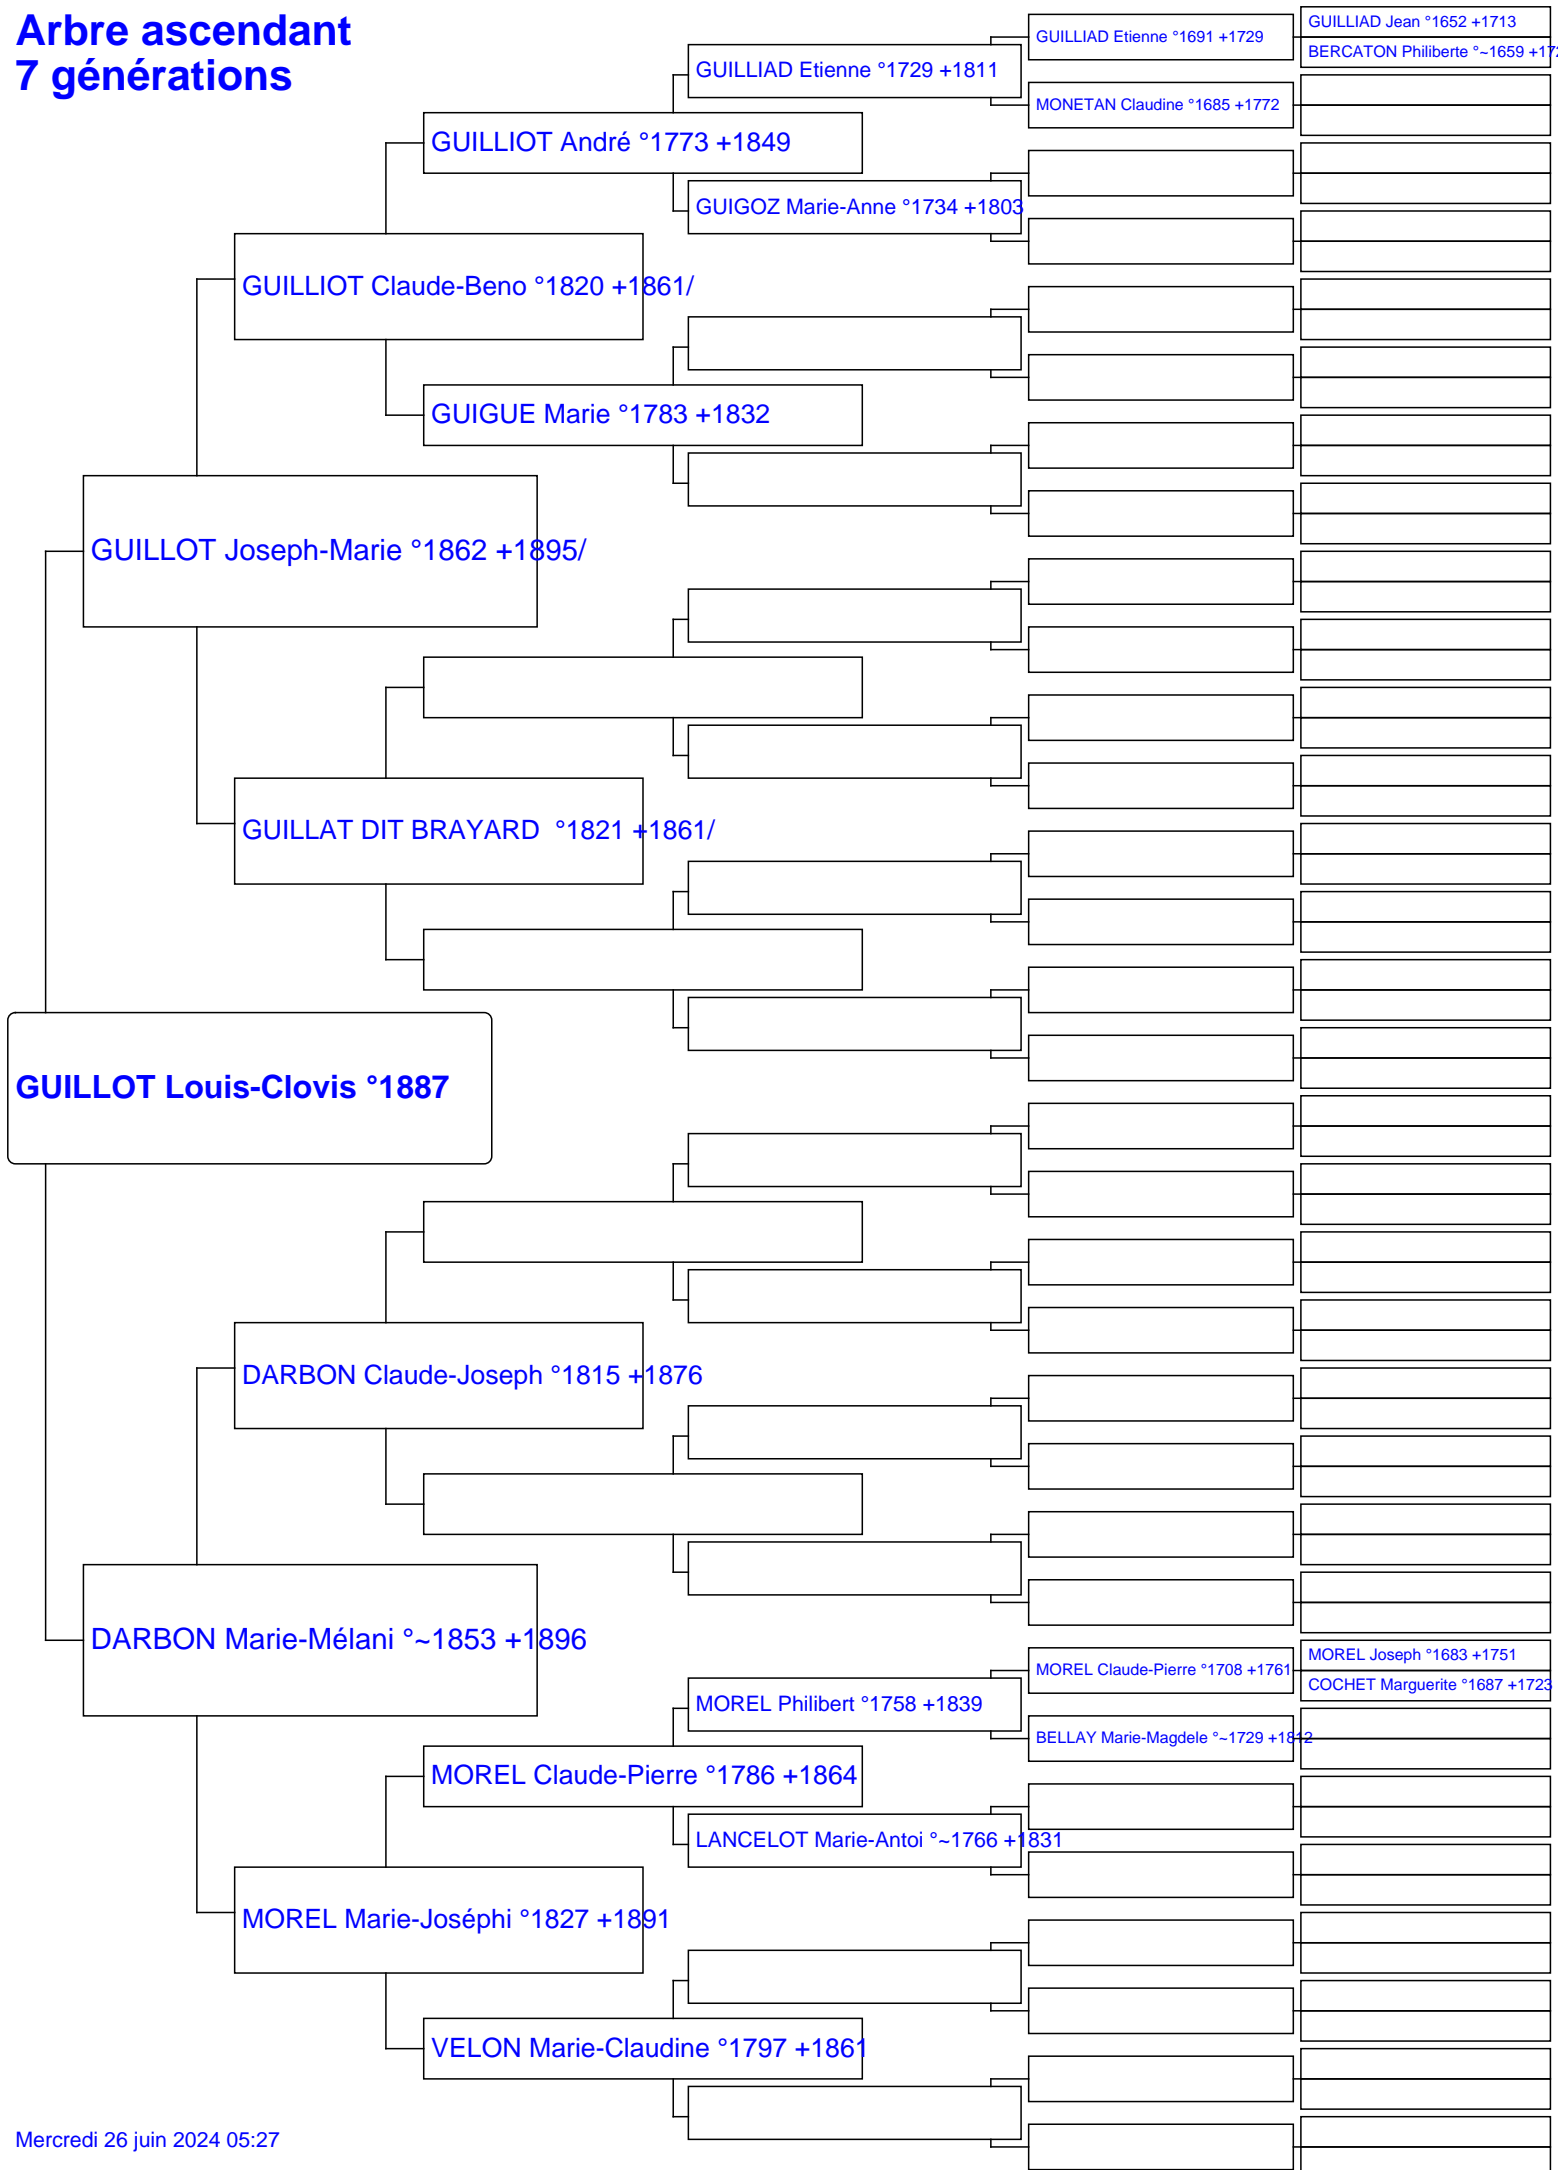 Arbre ascendant
7 générations
GUILLIAD Jean °1652 +1713
GUILLIAD Etienne °1691 +1729
BERCATON Philiberte °~1659 +172
GUILLIAD Etienne °1729 +1811
MONETAN Claudine °1685 +1772
GUILLIOT André °1773 +1849
GUIGOZ Marie-Anne °1734 +1803
GUILLIOT Claude-Beno °1820 +1861/
GUIGUE Marie °1783 +1832
GUILLOT Joseph-Marie °1862 +1895/
GUILLAT DIT BRAYARD  °1821 +1861/
GUILLOT Louis-Clovis °1887
DARBON Claude-Joseph °1815 +1876
DARBON Marie-Mélani °~1853 +1896
MOREL Joseph °1683 +1751
MOREL Claude-Pierre °1708 +1761
COCHET Marguerite °1687 +1723
MOREL Philibert °1758 +1839
BELLAY Marie-Magdele °~1729 +1812
MOREL Claude-Pierre °1786 +1864
LANCELOT Marie-Antoi °~1766 +1831
MOREL Marie-Joséphi °1827 +1891
VELON Marie-Claudine °1797 +1861
Mercredi 26 juin 2024 05:27